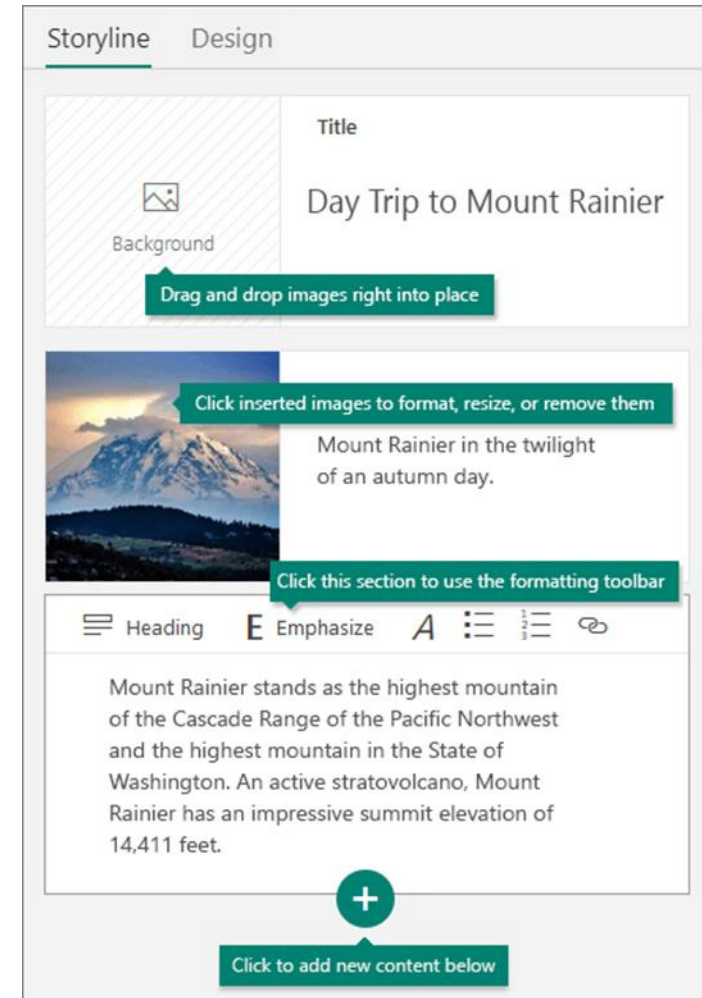 Storyline Design
Title
Day Trip to Mount Rainier
Background
Drag and drop images right into place
Click inserted images to format, resize, or remove them
Mount Rainier in the twilight
of an autumn day.
Click this section to use the formatting toolbar
Heading E Emphasize A 1 2 3
Mount Rainier stands as the highest mountain
of the Cascade Range of the Pacific Northwest
and the highest mountain in the State of
Washington. An active stratovolcano, Mount
Rainier has an impressive summit elevation of
14,411 feet.
+
Click to add new content below